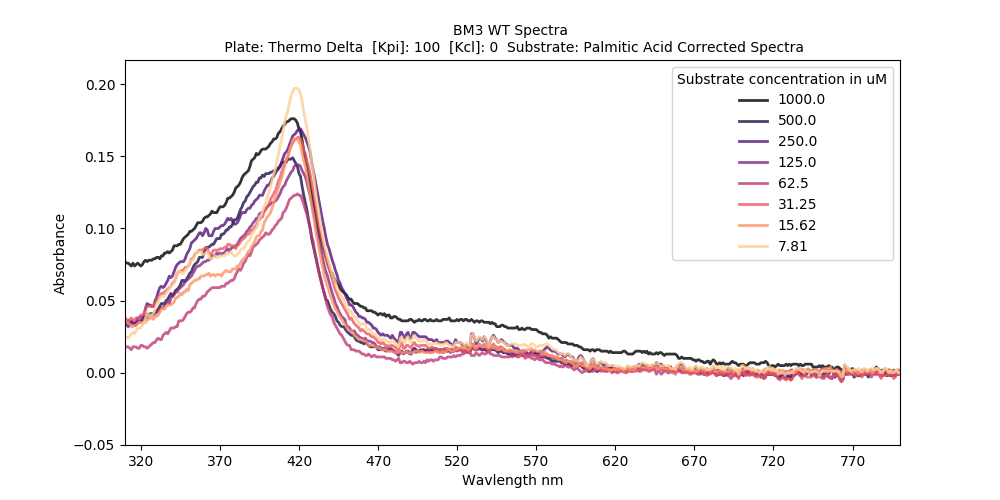 BM3 WT Spectra
Plate: Thermo Delta [Kpi]: 100 [Kcl]: 0 Substrate: Palmitic Acid Corrected Spectra
Substrate concentration in uM
1000.0
500.0
250.0
125.0
62.5
31.25
15.62
7.81
Absorbance
0.20
0.15
0.10
0.05
0.00
−0.05
320 370 420 470 520 570 620 670 720 770
Wavlength nm